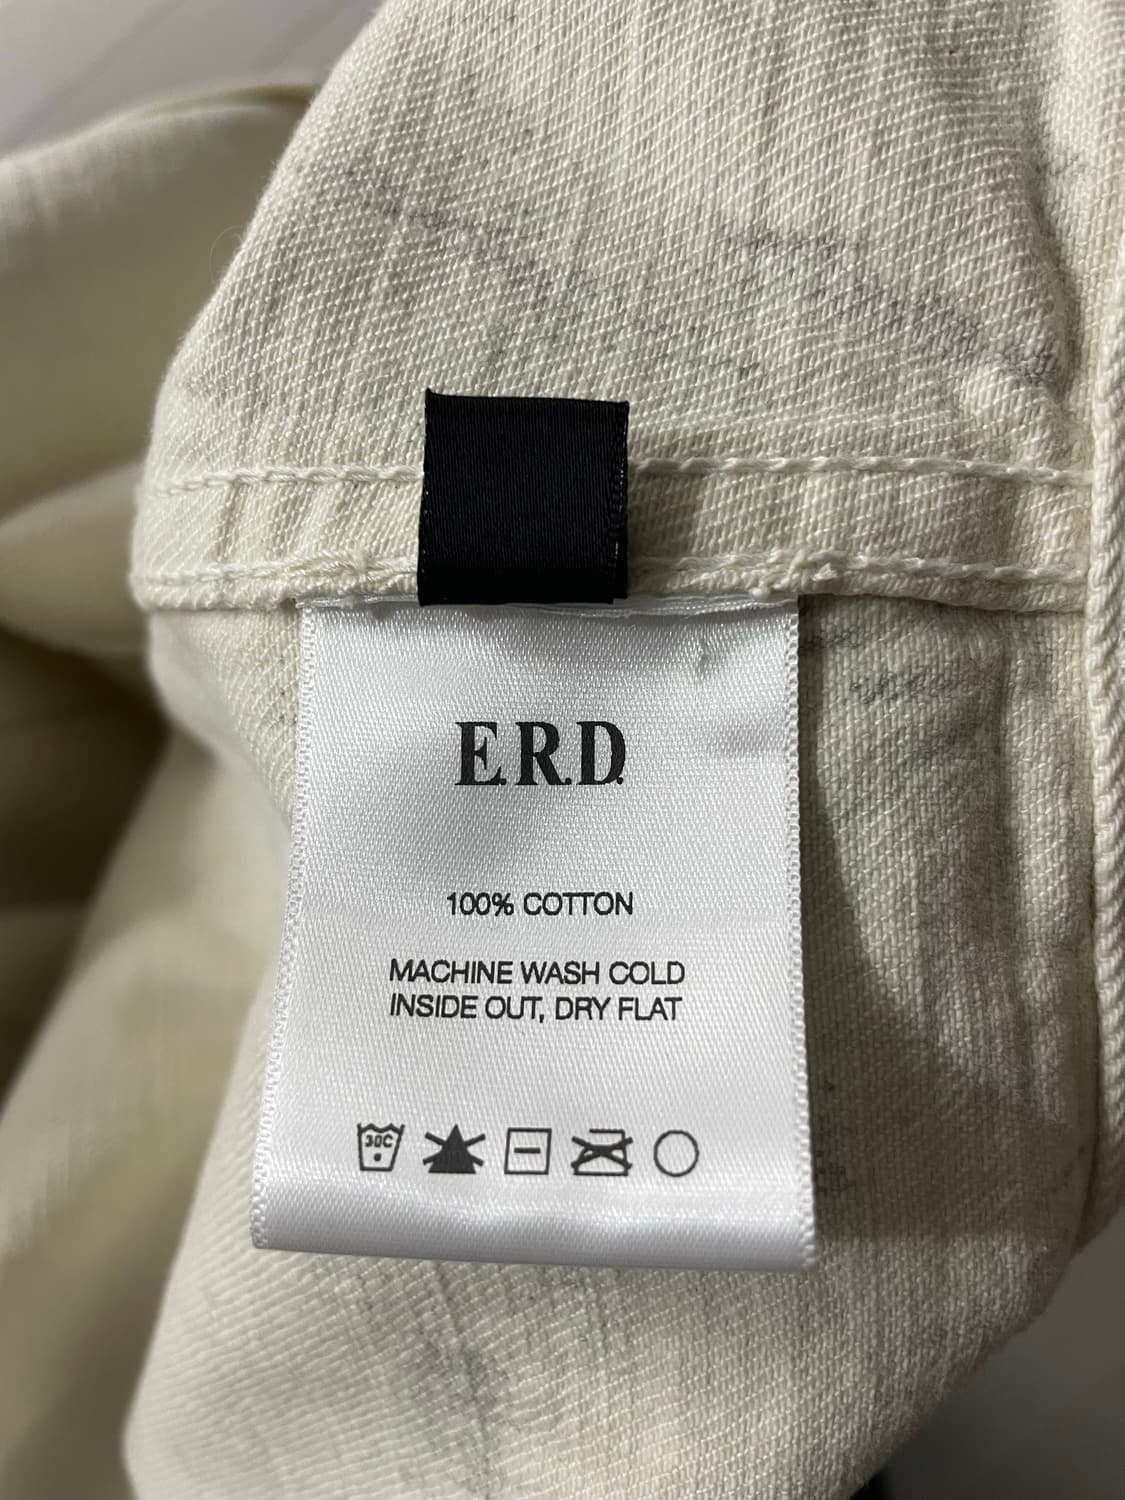 E.R.D.
100% COTTON
MACHINE WASH COLD
INSIDE OUT, DRY FLAT
30C